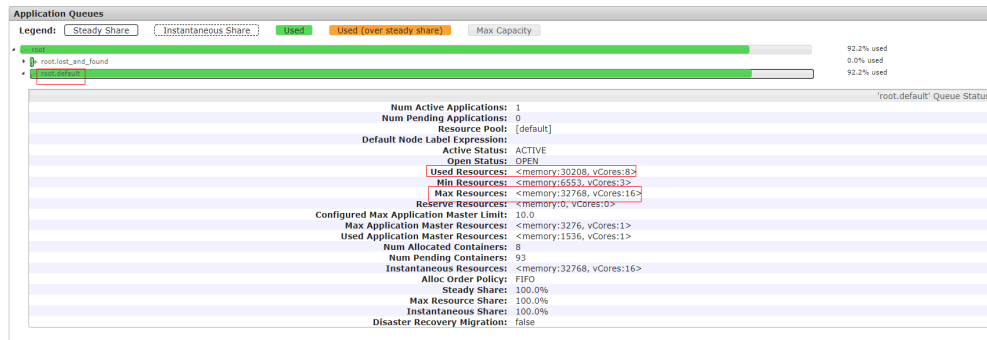 Application Queues
Legend: Steady Share Instantaneous Share Used Used (over steady share) Max Capacity
root 92.2% used
root.lost_and_found 0.0% used
root.default 92.2% used
'root.default' Queue Status
Num Active Applications: 1
Num Pending Applications: 0
Resource Pool: [default]
Default Node Label Expression:
Active Status: ACTIVE
Open Status: OPEN
Used Resources: <memory:30208, vCores:8>
Min Resources: <memory:6553, vCores:3>
Max Resources: <memory:32768, vCores:16>
Reserve Resources: <memory:0, vCores:0>
Configured Max Application Master Limit: 10.0
Max Application Master Resources: <memory:3276, vCores:1>
Used Application Master Resources: <memory:1536, vCores:1>
Num Allocated Containers: 8
Num Pending Containers: 93
Instantaneous Resources: <memory:32768, vCores:16>
Alloc Order Policy: FIFO
Steady Share: 100.0%
Max Resource Share: 100.0%
Instantaneous Share: 100.0%
Disaster Recovery Migration: false